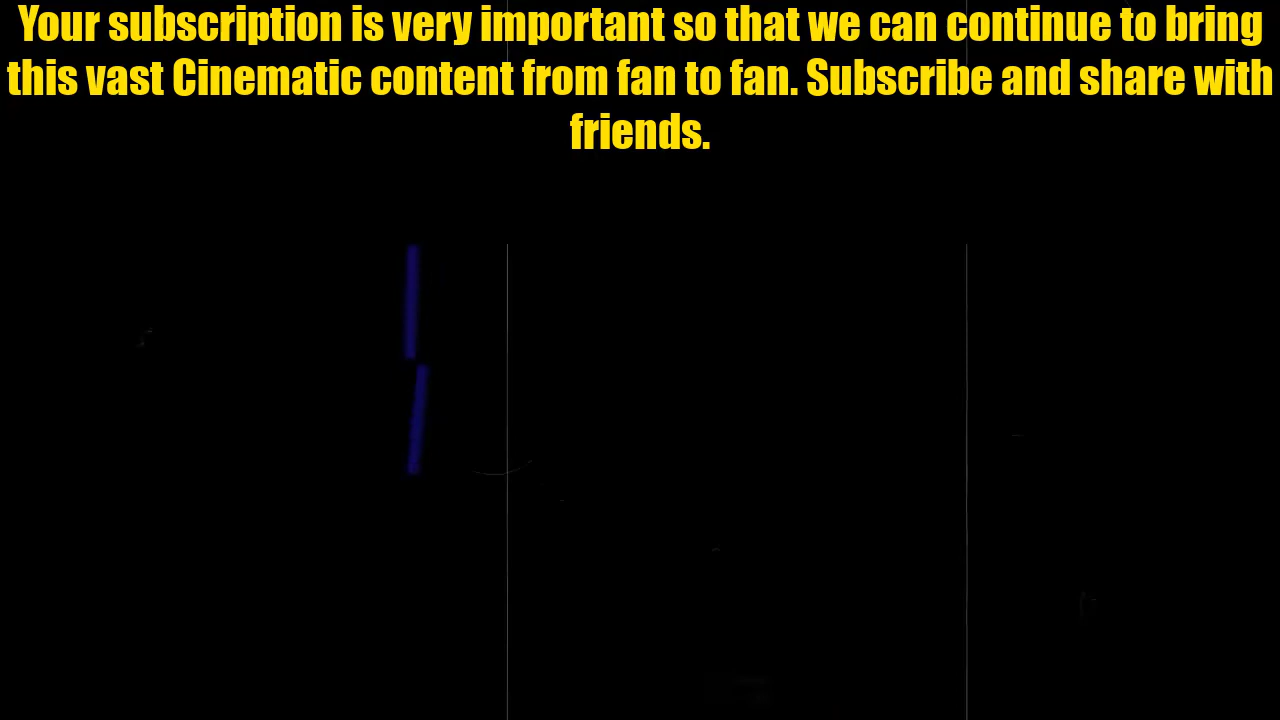 Your subscription is very important so that we can continue to bring
this vast Cinematic content from fan to fan. Subscribe and share with
friends.